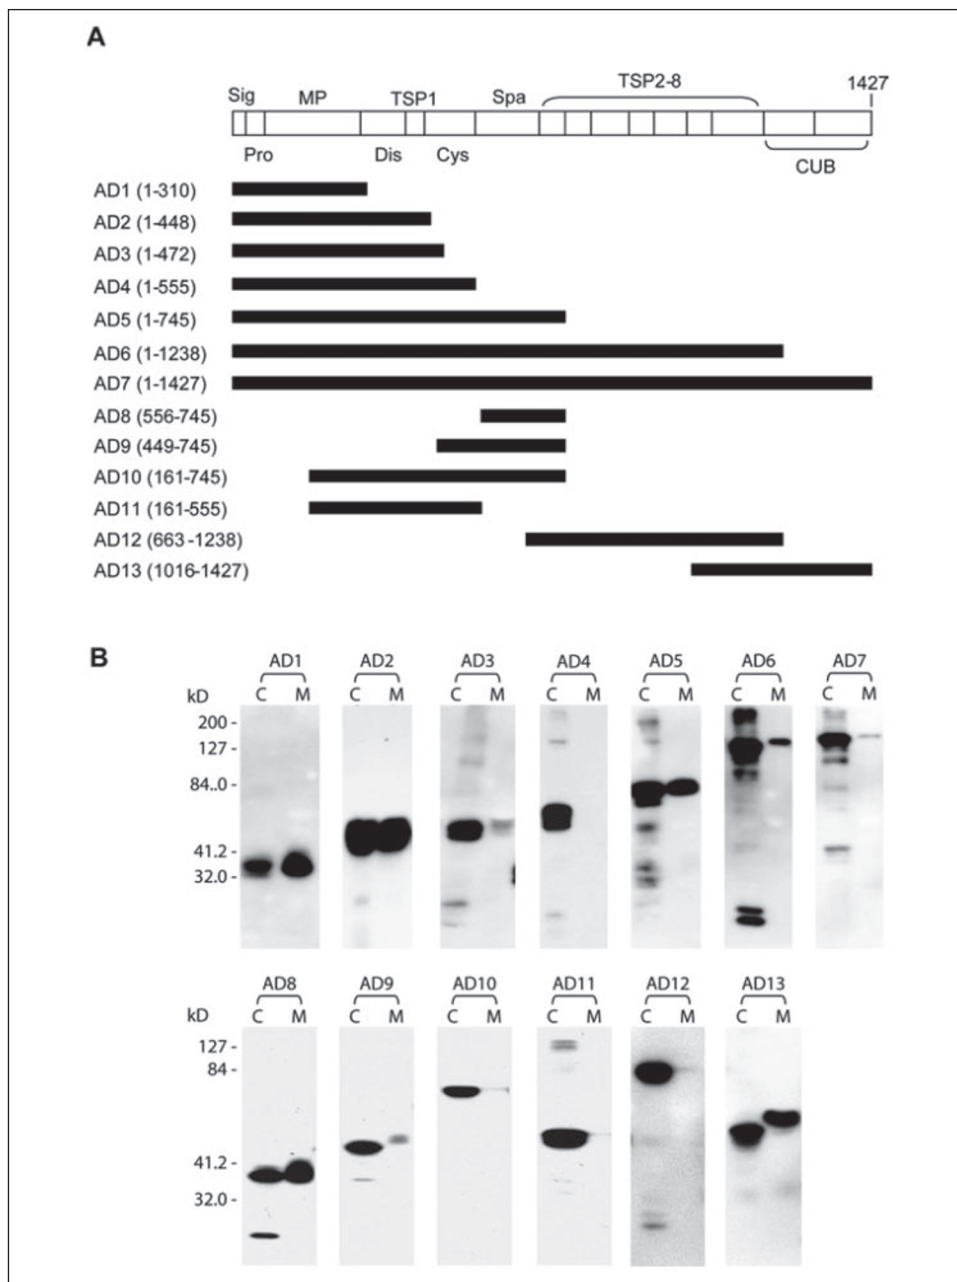 A
Sig MP TSP1 Spa TSP2-8 1427
Pro Dis Cys CUB
AD1 (1-310)
AD2 (1-448)
AD3 (1-472)
AD4 (1-555)
AD5 (1-745)
AD6 (1-1238)
AD7 (1-1427)
AD8 (556-745)
AD9 (449-745)
AD10 (161-745)
AD11 (161-555)
AD12 (663-1238)
AD13 (1016-1427)
B
AD1 AD2 AD3 AD4 AD5 AD6 AD7
kD C M C M C M C M C M C M C M
200 -
127 -
84..0 -
41.2 -
32.0 -
AD8 AD9 AD10 AD11 AD12 AD13
kD C M C M C M C M C M C M
127 -
84 -
41.2 -
32.0 -